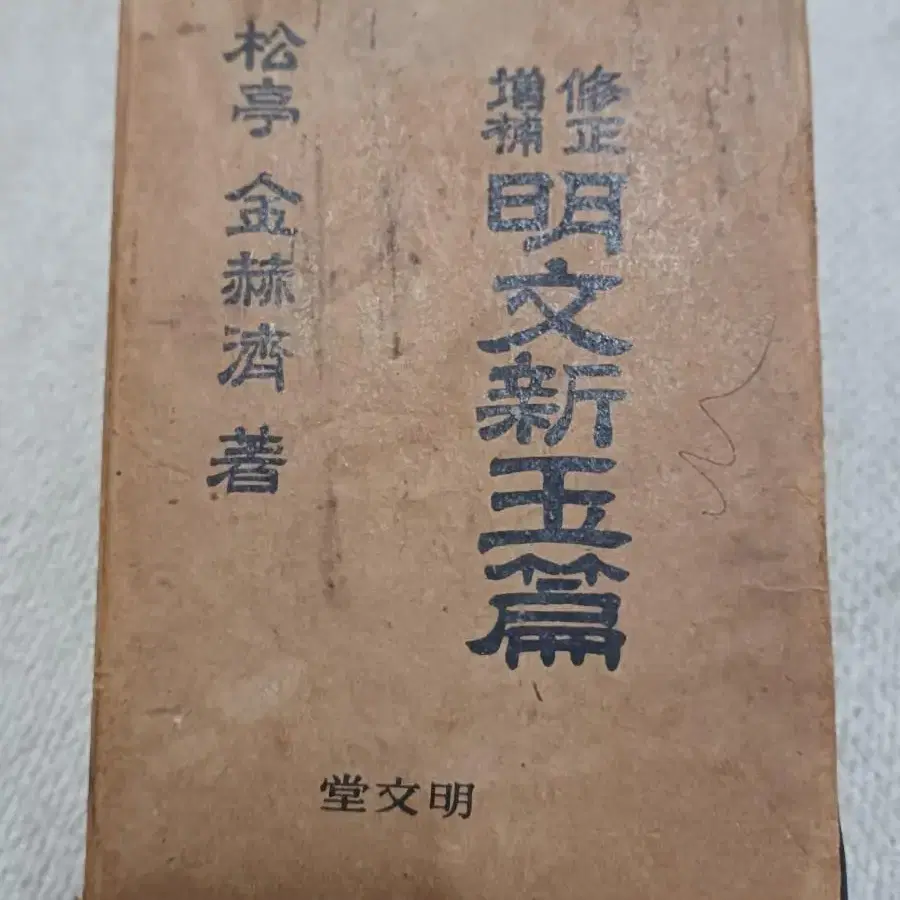 修正
增補
明文新玉篇
松亭 金赫濟 著
明文堂